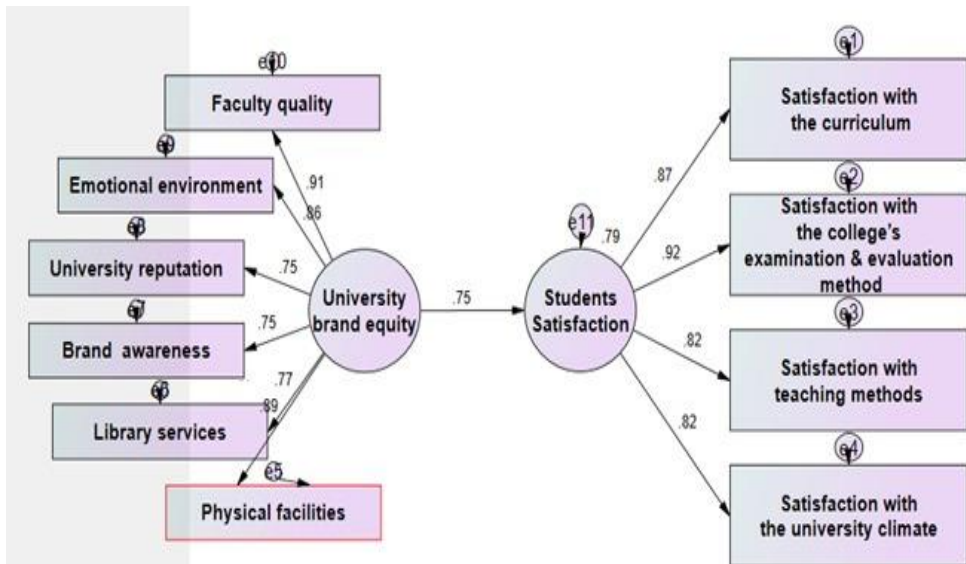 e10
Faculty quality
e9
Emotional environment
e8
University reputation
e7
Brand awareness
e6
Library services
e5
Physical facilities
.91
.86
.75
.75
.77
.89
University
brand equity
.75
e11
.79
Students
Satisfaction
.87
.92
.82
.82
e1
Satisfaction with
the curriculum
e2
Satisfaction with
the college's
examination & evaluation
method
e3
Satisfaction with
teaching methods
e4
Satisfaction with
the university climate